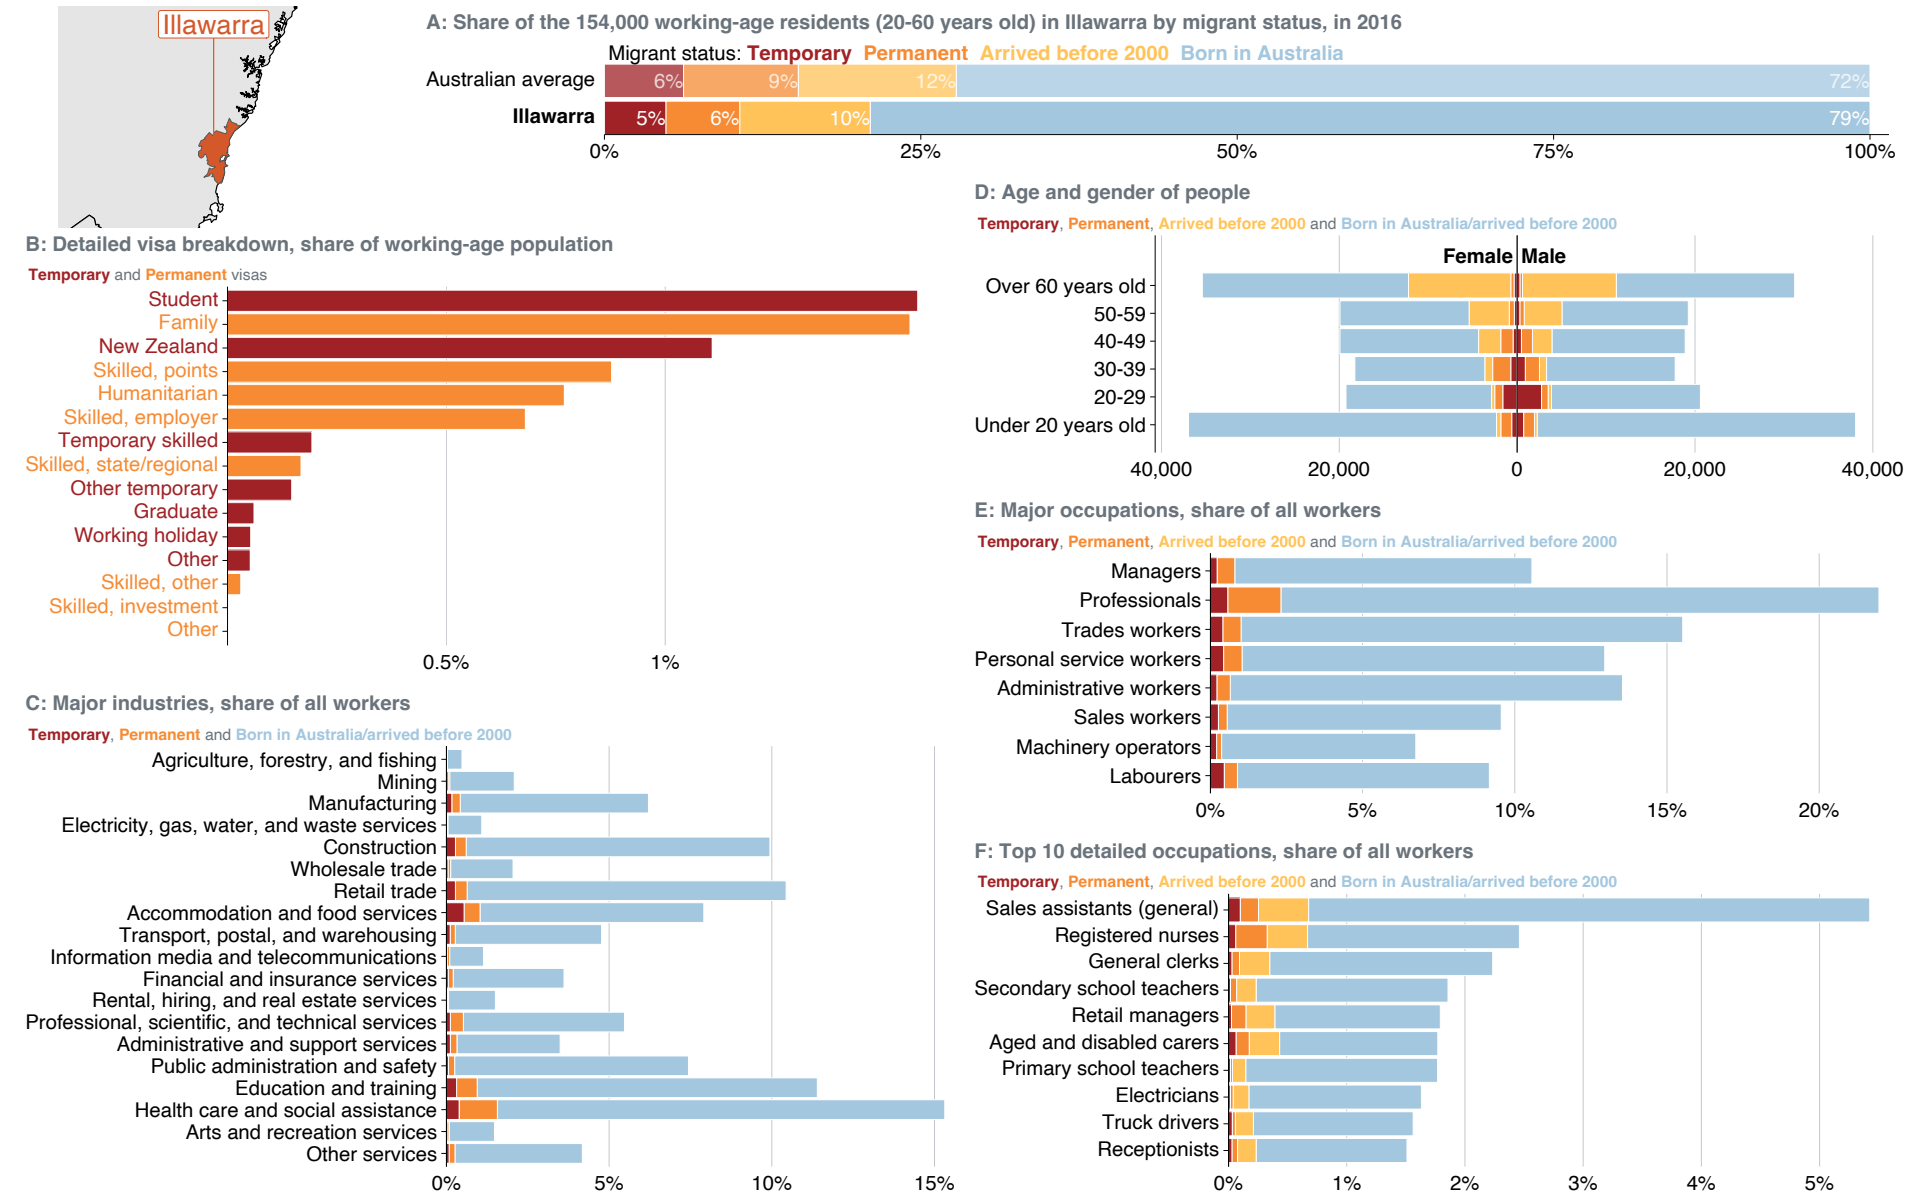 Illawarra
A: Share of the 154,000 working-age residents (20-60 years old) in Illawarra by migrant status, in 2016
Migrant status: Temporary Permanent Arrived before 2000 Born in Australia
Australian average 6% 9% 12% 72%
Illawarra 5% 6% 10% 79%
0% 25% 50% 75% 100%
B: Detailed visa breakdown, share of working-age population
Temporary and Permanent visas
Student
Family
New Zealand
Skilled, points
Humanitarian
Skilled, employer
Temporary skilled
Skilled, state/regional
Other temporary
Graduate
Working holiday
Other
Skilled, other
Skilled, investment
Other
0.5% 1%
C: Major industries, share of all workers
Temporary, Permanent and Born in Australia/arrived before 2000
Agriculture, forestry, and fishing
Mining
Manufacturing
Electricity, gas, water, and waste services
Construction
Wholesale trade
Retail trade
Accommodation and food services
Transport, postal, and warehousing
Information media and telecommunications
Financial and insurance services
Rental, hiring, and real estate services
Professional, scientific, and technical services
Administrative and support services
Public administration and safety
Education and training
Health care and social assistance
Arts and recreation services
Other services
0% 5% 10% 15%
D: Age and gender of people
Temporary, Permanent, Arrived before 2000 and Born in Australia/arrived before 2000
Female Male
Over 60 years old
50-59
40-49
30-39
20-29
Under 20 years old
40,000 20,000 0 20,000 40,000
E: Major occupations, share of all workers
Temporary, Permanent, Arrived before 2000 and Born in Australia/arrived before 2000
Managers
Professionals
Trades workers
Personal service workers
Administrative workers
Sales workers
Machinery operators
Labourers
0% 5% 10% 15% 20%
F: Top 10 detailed occupations, share of all workers
Temporary, Permanent, Arrived before 2000 and Born in Australia/arrived before 2000
Sales assistants (general)
Registered nurses
General clerks
Secondary school teachers
Retail managers
Aged and disabled carers
Primary school teachers
Electricians
Truck drivers
Receptionists
0% 1% 2% 3% 4% 5%